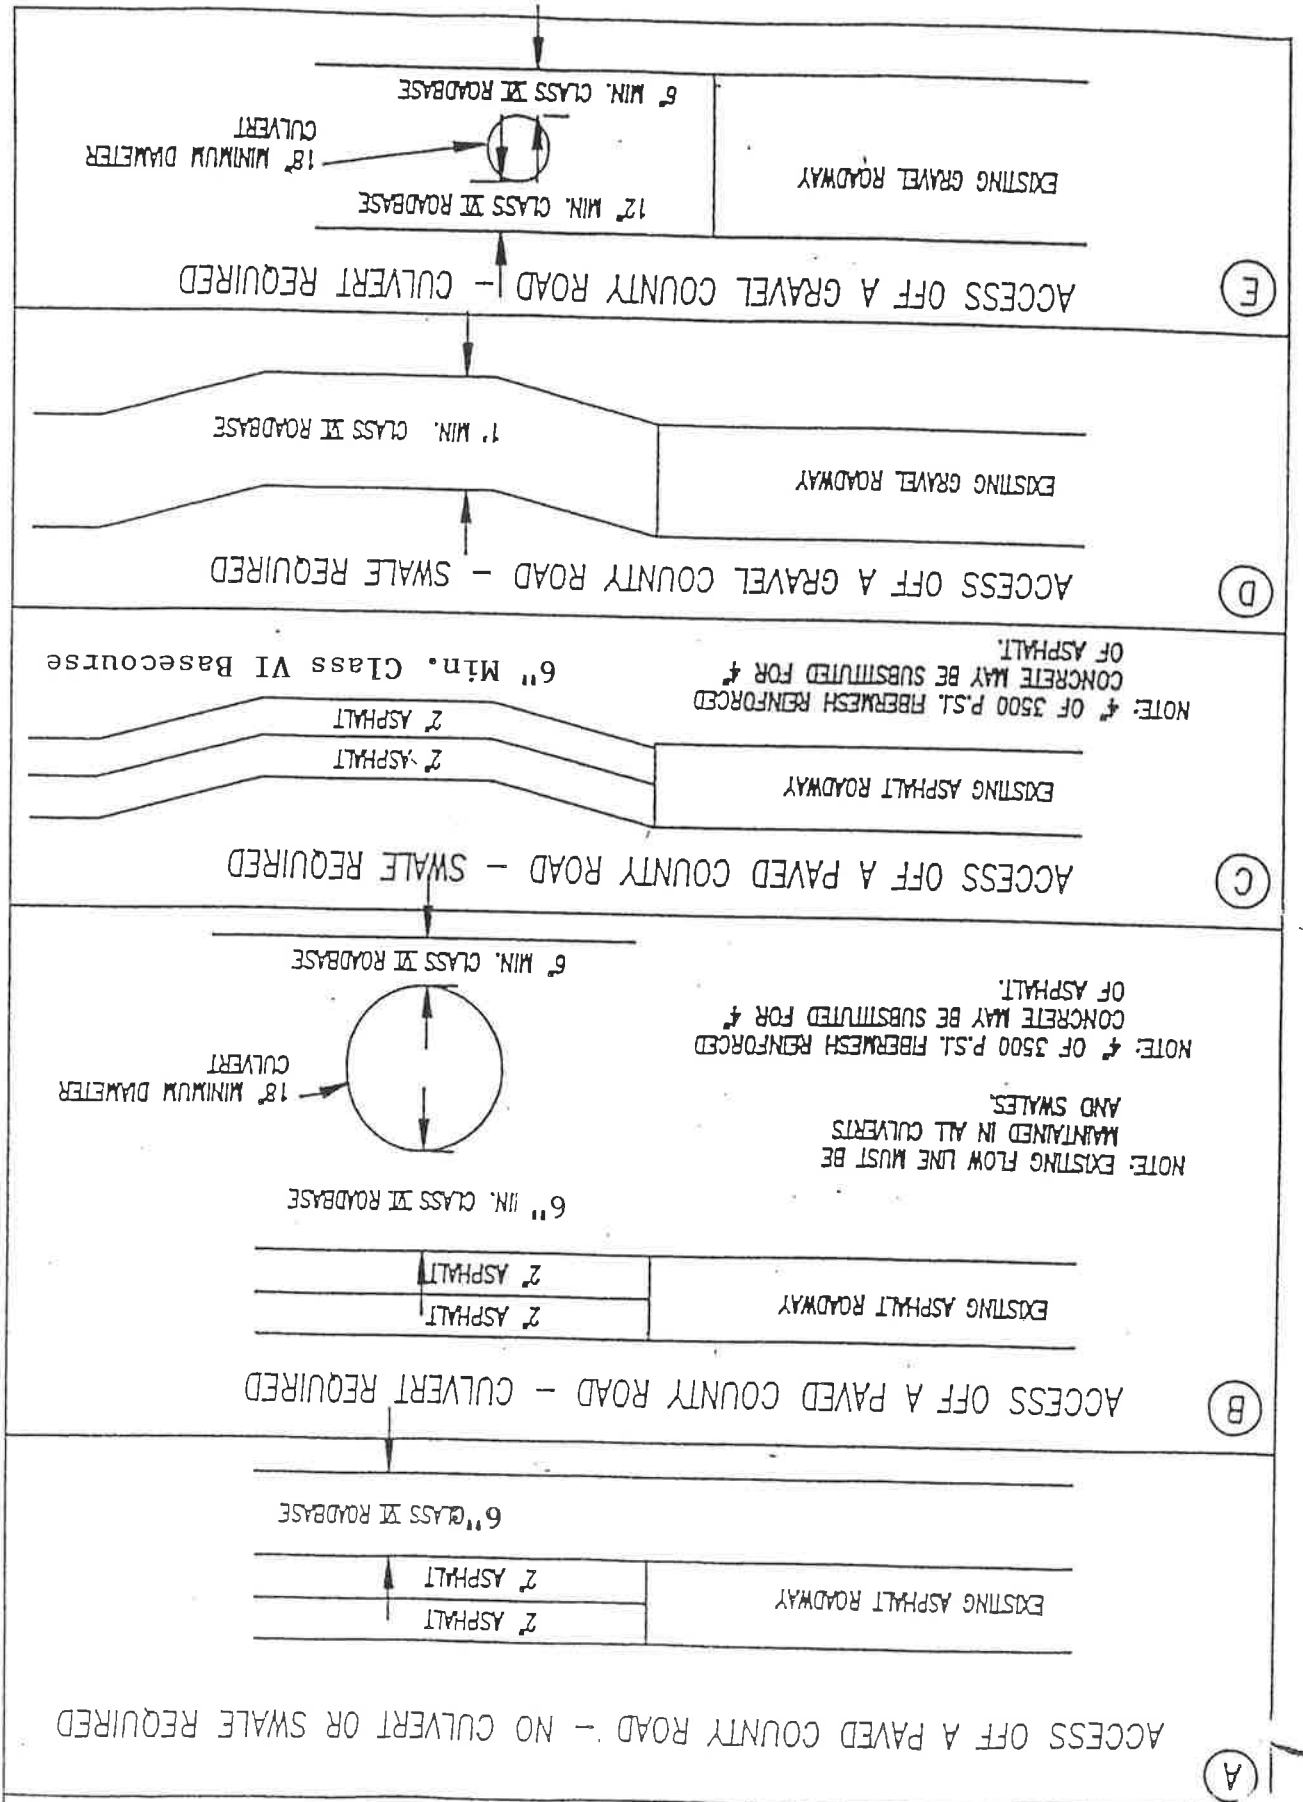 A
ACCESS OFF A PAVED COUNTY ROAD - NO CULVERT OR SWALE REQUIRED
EXISTING ASPHALT ROADWAY
2" ASPHALT
2" ASPHALT
6" CLASS VI ROADBASE
B
ACCESS OFF A PAVED COUNTY ROAD - CULVERT REQUIRED
EXISTING ASPHALT ROADWAY
2" ASPHALT
2" ASPHALT
6" IIN. CLASS VI ROADBASE
NOTE: EXISTING FLOW LINE MUST BE
MAINTAINED IN ALL CULVERTS
AND SWALES.
18" MINIMUM DIAMETER
CULVERT
NOTE: 4" OF 3500 P.S.I. FIBERMESH REINFORCED
CONCRETE MAY BE SUBSTITUTED FOR 4"
OF ASPHALT.
6" MIN. CLASS VI ROADBASE
C
ACCESS OFF A PAVED COUNTY ROAD - SWALE REQUIRED
EXISTING ASPHALT ROADWAY
2" ASPHALT
2" ASPHALT
NOTE: 4" OF 3500 P.S.I. FIBERMESH REINFORCED
CONCRETE MAY BE SUBSTITUTED FOR 4"
OF ASPHALT.
6" Min. Class VI Basecourse
D
ACCESS OFF A GRAVEL COUNTY ROAD - SWALE REQUIRED
EXISTING GRAVEL ROADWAY
1' MIN. CLASS VI ROADBASE
E
ACCESS OFF A GRAVEL COUNTY ROAD - CULVERT REQUIRED
EXISTING GRAVEL ROADWAY
12" MIN. CLASS VI ROADBASE
18" MINIMUM DIAMETER
CULVERT
6" MIN. CLASS VI ROADBASE